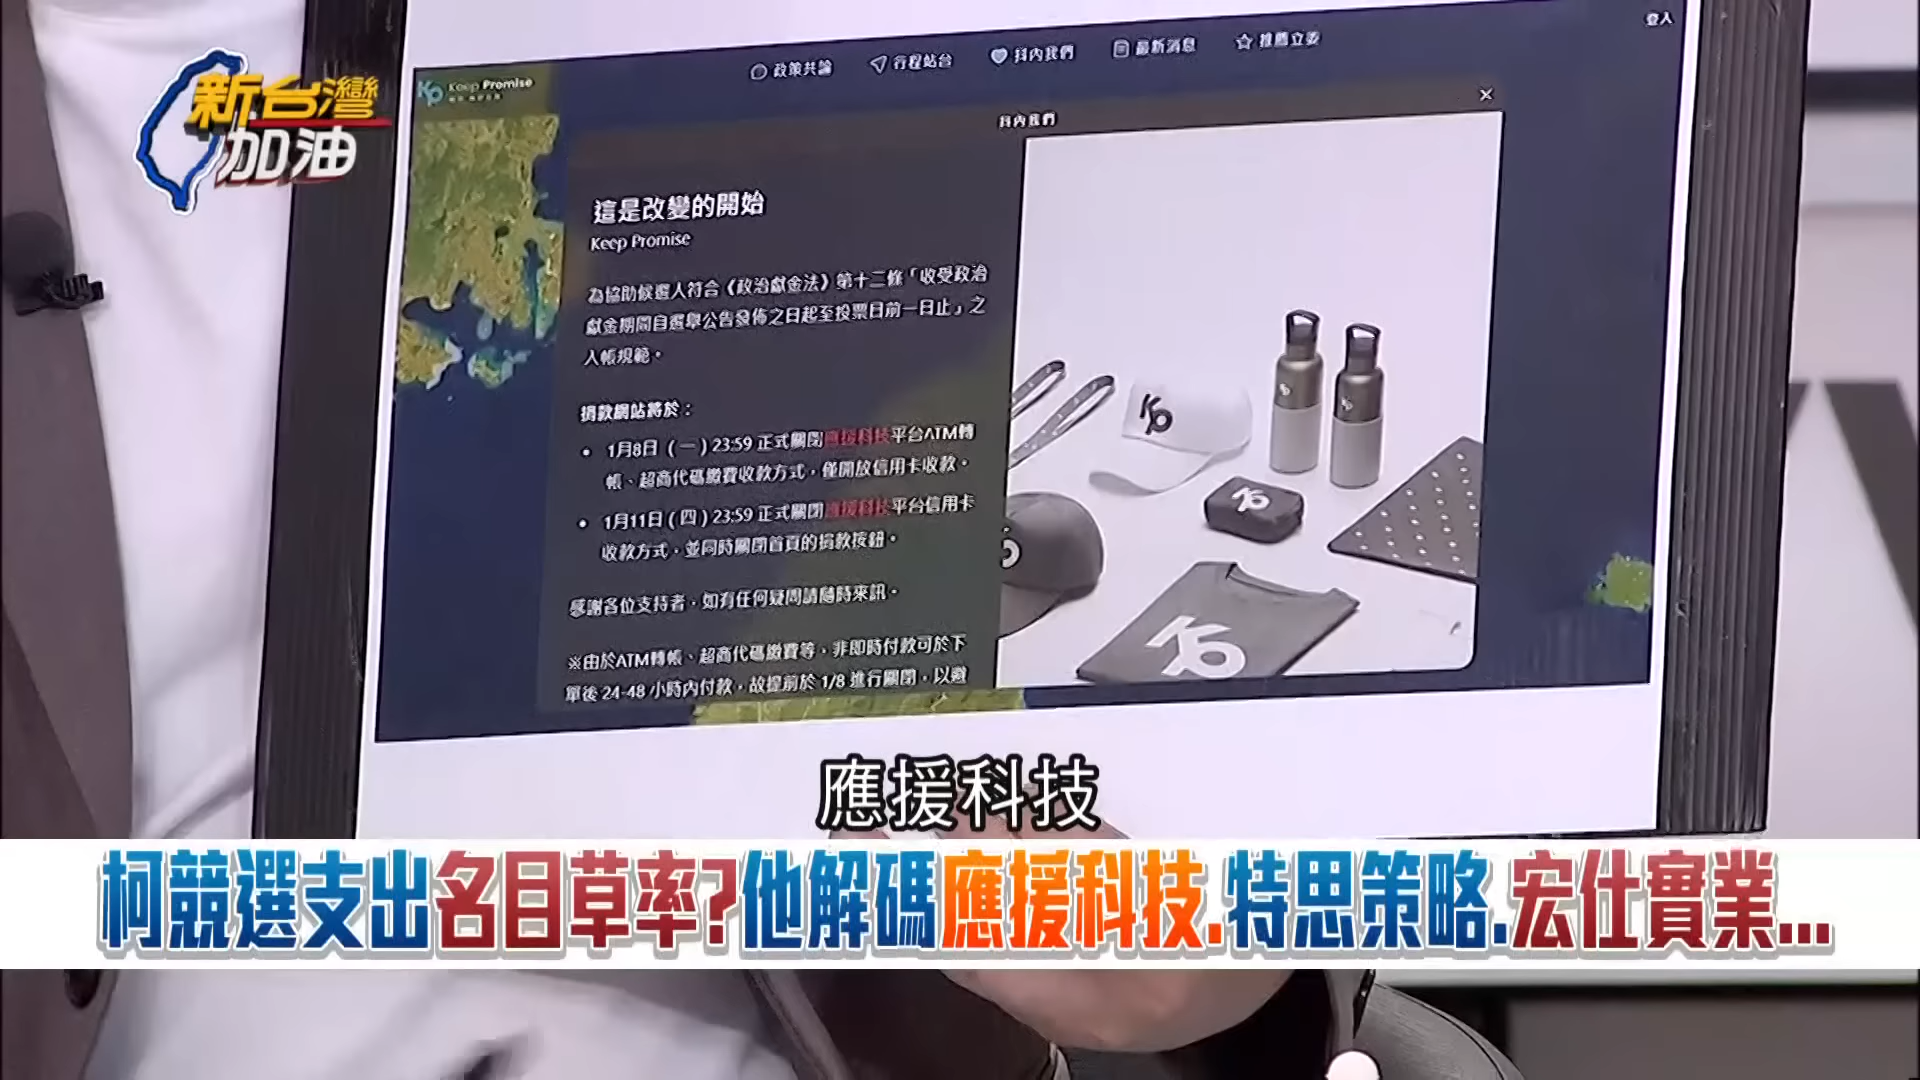 新台灣
加油
登入
政策共論
行程站台
抖內我們
最新消息
推薦立委
KP Keep Promise
抖內我們
這是改變的開始
Keep Promise
為協助候選人符合《政治獻金法》第十二條「收受政治
獻金期間自選舉公告發佈之日起至投票日前一日止」之
入帳規範。
捐款網站將於：
• 1月8日 (一) 23:59 正式關閉應援科技平台ATM轉
帳、超商代碼繳費收款方式，僅開放信用卡收款。
• 1月11日 (四) 23:59 正式關閉應援科技平台信用卡
收款方式，並同時關閉首頁的捐款按鈕。
感謝各位支持者，如有任何疑問請隨時來訊。
※由於ATM轉帳、超商代碼繳費等，非即時付款可於下
單後 24-48 小時內付款，故提前於 1/8 進行關閉，以避
KP
KP
KP
KP
應援科技
柯競選支出名目草率?他解碼應援科技.特思策略.宏仕實業...